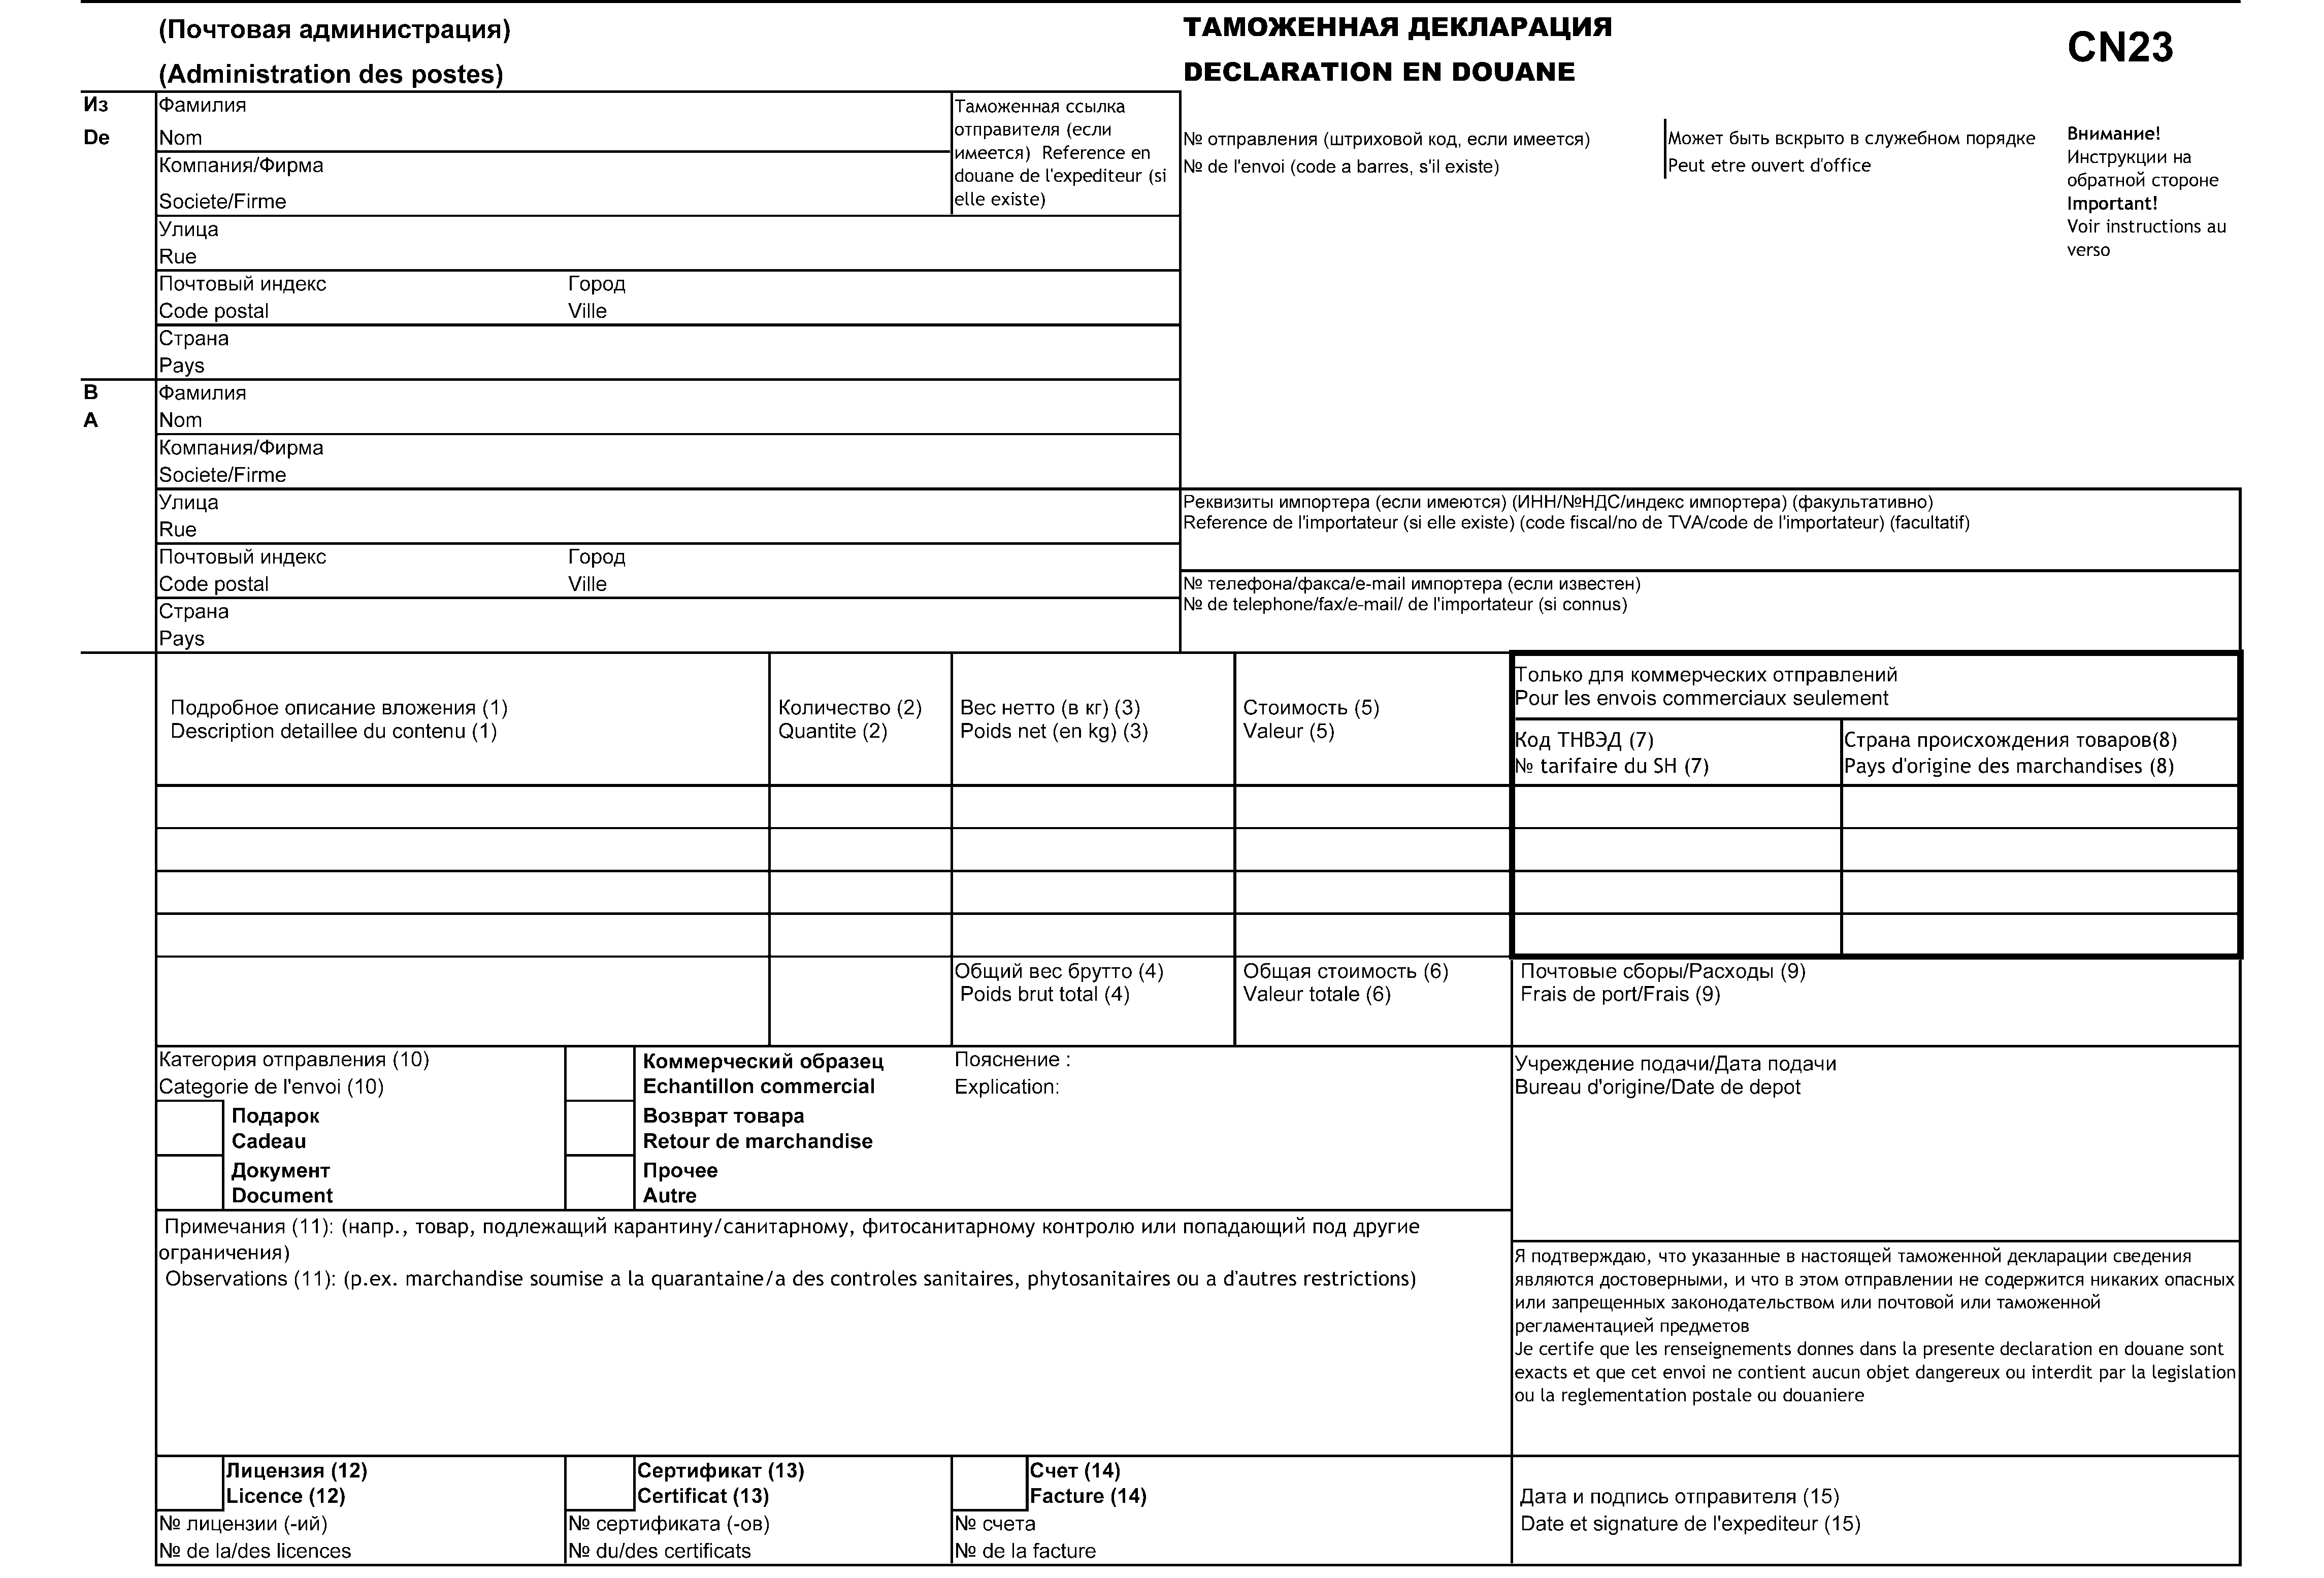 (Почтовая администрация)
(Administration des postes)
ТАМОЖЕННАЯ ДЕКЛАРАЦИЯ
DECLARATION EN DOUANE
CN23
Из
De
Фамилия
Nom
Компания/Фирма
Societe/Firme
Таможенная ссылка
отправителя (если
имеется) Reference en
douane de l'expediteur (si
elle existe)
Улица
Rue
Почтовый индекс
Code postal
Город
Ville
Страна
Pays
№ отправления (штриховой код, если имеется)
№ de l'envoi (code a barres, s'il existe)
Может быть вскрыто в служебном порядке
Peut etre ouvert d'office
Внимание!
Инструкции на
обратной стороне
Important!
Voir instructions au
verso
В
А
Фамилия
Nom
Компания/Фирма
Societe/Firme
Улица
Rue
Почтовый индекс
Code postal
Город
Ville
Страна
Pays
Реквизиты импортера (если имеются) (ИНН/№НДС/индекс импортера) (факультативно)
Reference de l'importateur (si elle existe) (code fiscal/no de TVA/code de l'importateur) (facultatif)
№ телефона/факса/e-mail импортера (если известен)
№ de telephone/fax/e-mail/ de l'importateur (si connus)
Подробное описание вложения (1)
Description detaillee du contenu (1)
Количество (2)
Quantite (2)
Вес нетто (в кг) (3)
Poids net (en kg) (3)
Стоимость (5)
Valeur (5)
Только для коммерческих отправлений
Pour les envois commerciaux seulement
Код ТНВЭД (7)
№ tarifaire du SH (7)
Страна происхождения товаров(8)
Pays d'origine des marchandises (8)
Общий вес брутто (4)
Poids brut total (4)
Общая стоимость (6)
Valeur totale (6)
Почтовые сборы/Расходы (9)
Frais de port/Frais (9)
Категория отправления (10)
Categorie de l'envoi (10)
Подарок
Cadeau
Документ
Document
Коммерческий образец
Echantillon commercial
Возврат товара
Retour de marchandise
Прочее
Autre
Пояснение :
Explication:
Учреждение подачи/Дата подачи
Bureau d'origine/Date de depot
Примечания (11): (напр., товар, подлежащий карантину/санитарному, фитосанитарному контролю или попадающий под другие
ограничения)
Observations (11): (p.ex. marchandise soumise a la quarantaine/a des controles sanitaires, phytosanitaires ou a d'autres restrictions)
Я подтверждаю, что указанные в настоящей таможенной декларации сведения
являются достоверными, и что в этом отправлении не содержится никаких опасных
или запрещенных законодательством или почтовой или таможенной
регламентацией предметов
Je certife que les renseignements donnes dans la presente declaration en douane sont
exacts et que cet envoi ne contient aucun objet dangereux ou interdit par la legislation
ou la reglementation postale ou douaniere
Лицензия (12)
Licence (12)
№ лицензии (-ий)
№ de la/des licences
Сертификат (13)
Certificat (13)
№ сертификата (-ов)
№ du/des certificats
Счет (14)
Facture (14)
№ счета
№ de la facture
Дата и подпись отправителя (15)
Date et signature de l'expediteur (15)